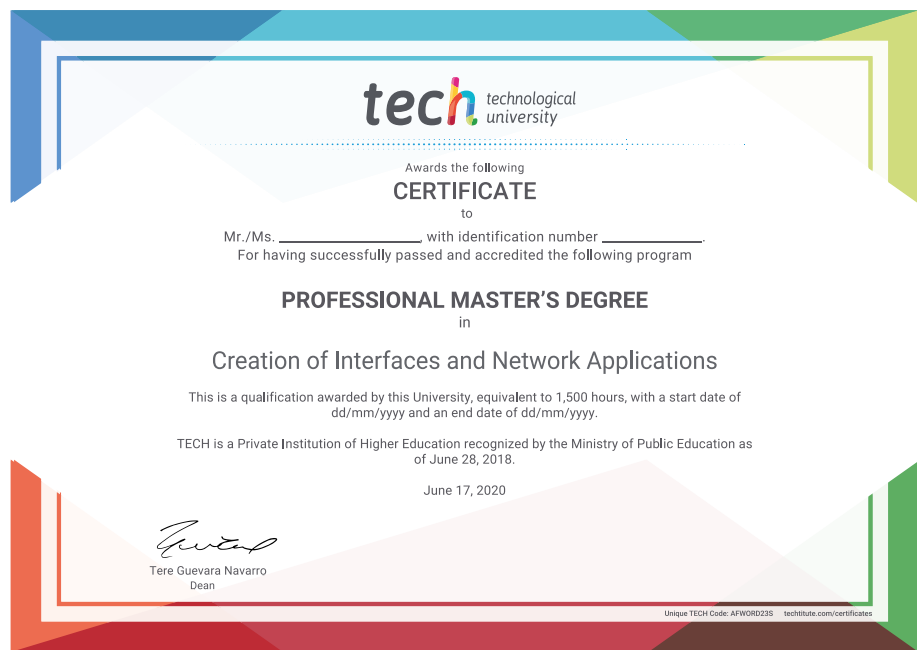 tech technological university
Awards the following
CERTIFICATE
to
Mr./Ms. ____________________, with identification number ______________.
For having successfully passed and accredited the following program
PROFESSIONAL MASTER'S DEGREE
in
Creation of Interfaces and Network Applications
This is a qualification awarded by this University, equivalent to 1,500 hours, with a start date of
dd/mm/yyyy and an end date of dd/mm/yyyy.
TECH is a Private Institution of Higher Education recognized by the Ministry of Public Education as
of June 28, 2018.
June 17, 2020
Tere Guevara Navarro
Dean
Unique TECH Code: AFWORD23S techtitute.com/certificates